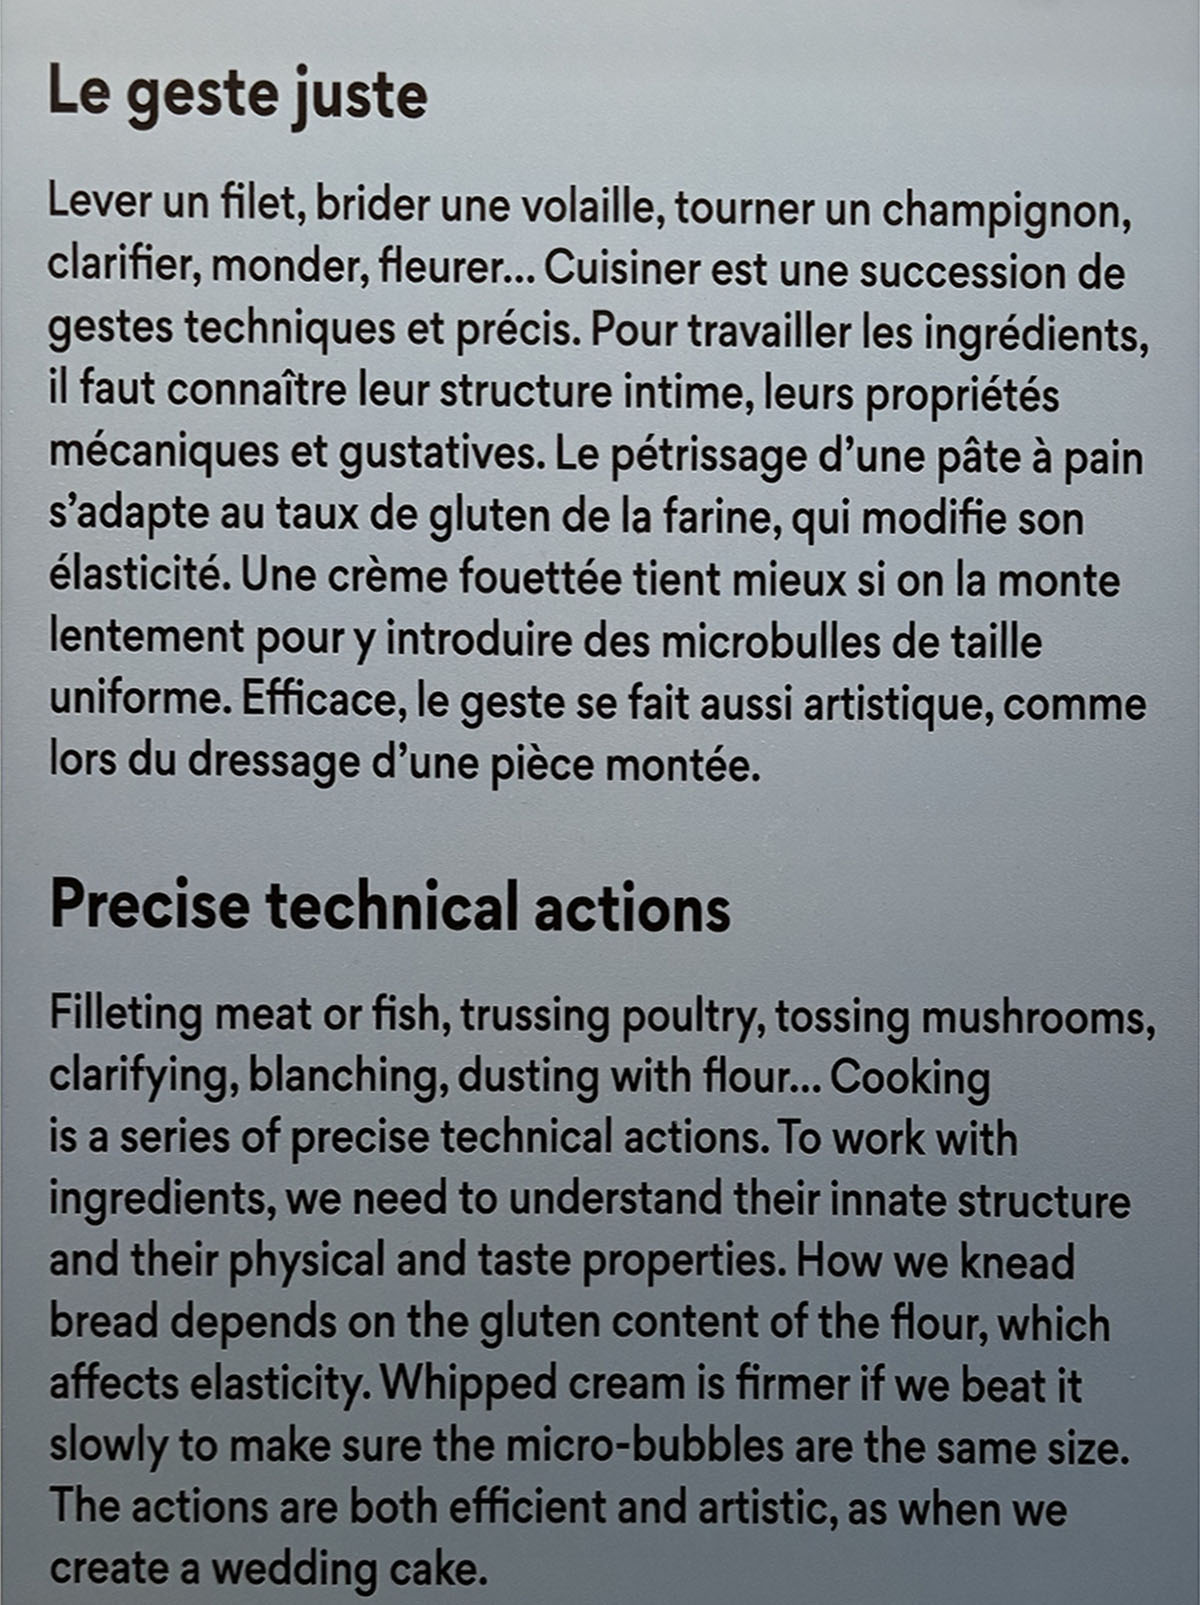 Le geste juste
Lever un filet, brider une volaille, tourner un champignon,
clarifier, monder, fleurer... Cuisiner est une succession de
gestes techniques et précis. Pour travailler les ingrédients,
il faut connaître leur structure intime, leurs propriétés
mécaniques et gustatives. Le pétrissage d’une pâte à pain
s’adapte au taux de gluten de la farine, qui modifie son
élasticité. Une crème fouettée tient mieux si on la monte
lentement pour y introduire des microbulles de taille
uniforme. Efficace, le geste se fait aussi artistique, comme
lors du dressage d’une pièce montée.
Precise technical actions
Filleting meat or fish, trussing poultry, tossing mushrooms,
clarifying, blanching, dusting with flour... Cooking
is a series of precise technical actions. To work with
ingredients, we need to understand their innate structure
and their physical and taste properties. How we knead
bread depends on the gluten content of the flour, which
affects elasticity. Whipped cream is firmer if we beat it
slowly to make sure the micro-bubbles are the same size.
The actions are both efficient and artistic, as when we
create a wedding cake.